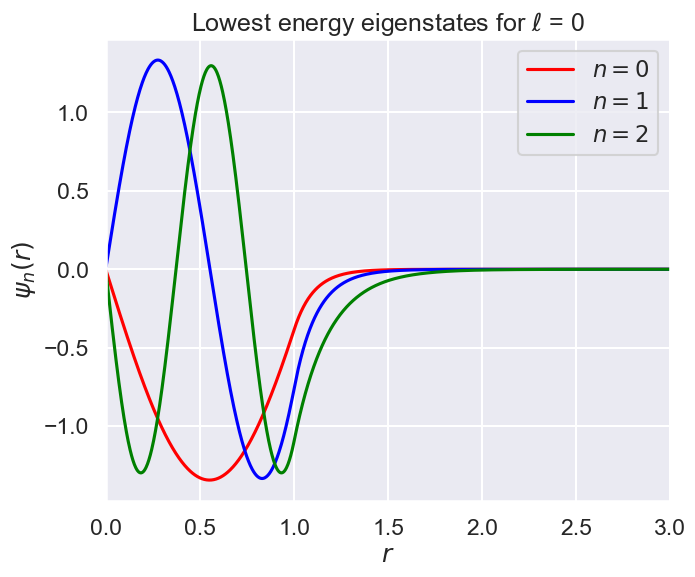 Lowest energy eigenstates for ℓ = 0
n = 0
n = 1
n = 2
1.0
0.5
0.0
−0.5
−1.0
ψₙ(r)
0.0 0.5 1.0 1.5 2.0 2.5 3.0
r